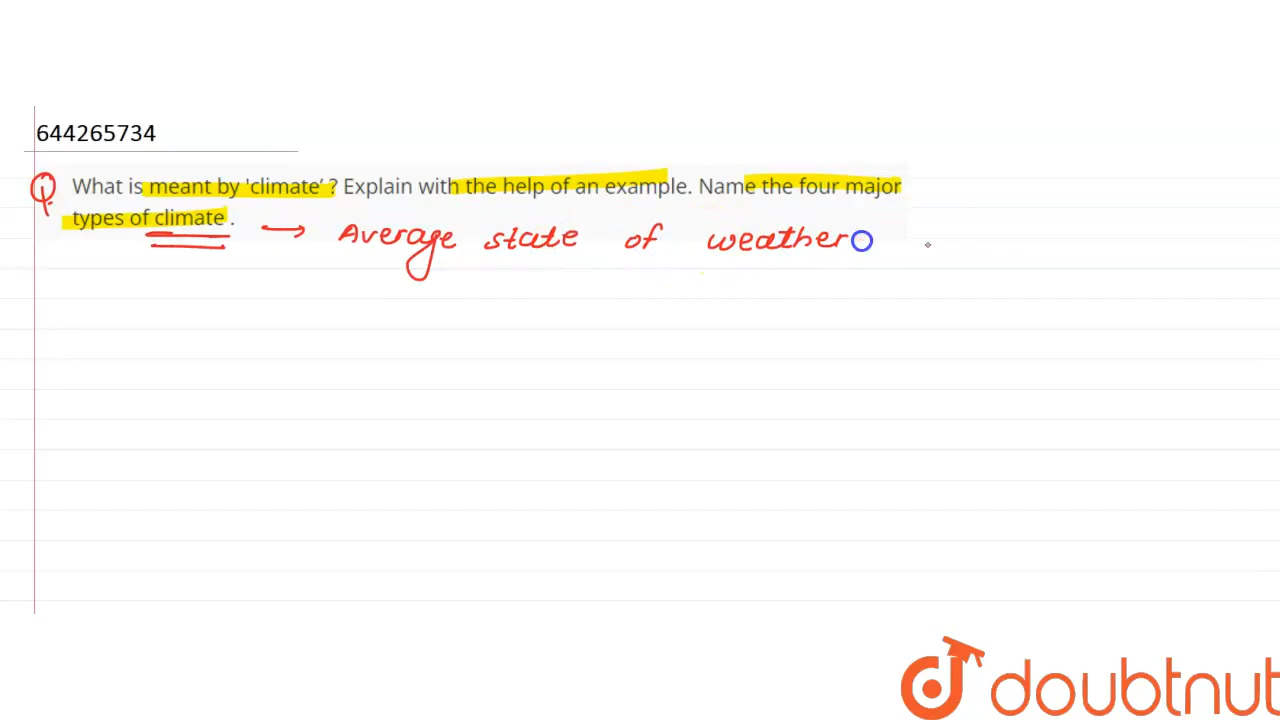 644265734
Q. What is meant by 'climate' ? Explain with the help of an example. Name the four major
types of climate .
→ Average state of weather
doubtnut